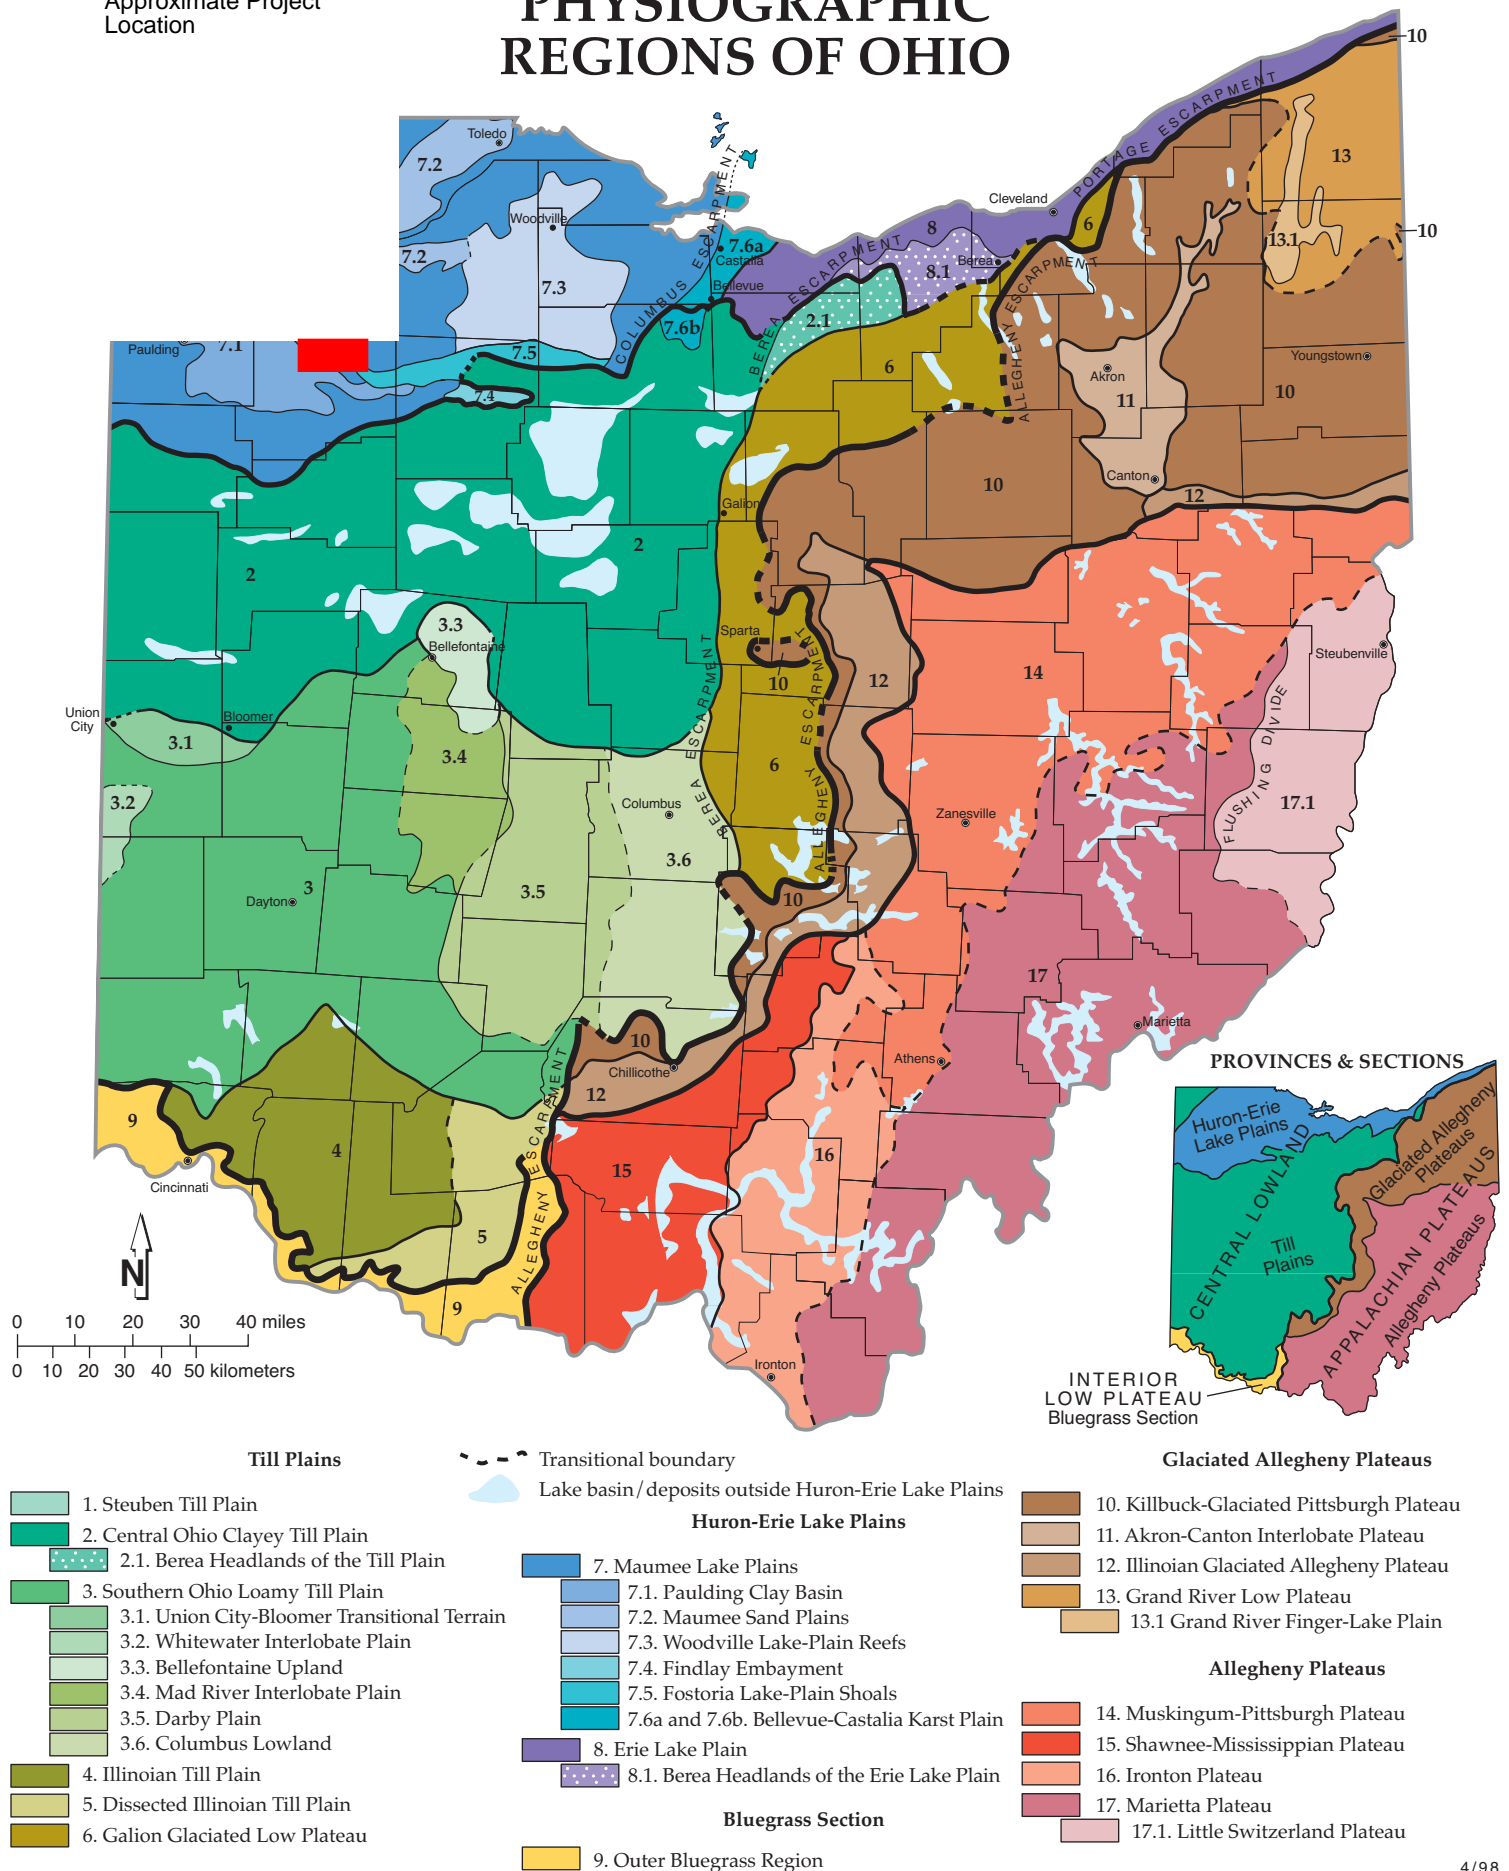 Approximate Project
Location
PHYSIOGRAPHIC
REGIONS OF OHIO
10
PORTAGE ESCARPMENT
Toledo
7.2
13
Cleveland
Woodville
6
8
10
7.2
7.6a
Castalia
13.1
8.1
Berea
7.3
Bellevue
COLUMBUS ESCARPMENT
BEREA ESCARPMENT
ALLEGHENY ESCARPMENT
2.1
7.6b
Paulding
7.1
7.5
6
Youngstown
Akron
7.4
11
10
Canton
10
12
Galion
2
2
3.3
Sparta
Bellefontaine
Steubenville
10
12
14
Union
City
Bloomer
3.1
3.4
6
BEREA ESCARPMENT
ALLEGHENY ESCARPMENT
FLUSHING DIVIDE
3.2
Columbus
Zanesville
17.1
3.6
3
3.5
Dayton
10
17
Marietta
10
Athens
Chillicothe
12
PROVINCES & SECTIONS
9
4
16
15
Cincinnati
5
ALLEGHENY ESCARPMENT
9
Ironton
N
0 10 20 30 40 miles
0 10 20 30 40 50 kilometers
Huron-Erie
Lake Plains
Glaciated Allegheny
Plateaus
CENTRAL LOWLAND
Till
Plains
APPALACHIAN PLATEAUS
Allegheny Plateaus
INTERIOR
LOW PLATEAU
Bluegrass Section
Till Plains
1. Steuben Till Plain
2. Central Ohio Clayey Till Plain
2.1. Berea Headlands of the Till Plain
3. Southern Ohio Loamy Till Plain
3.1. Union City-Bloomer Transitional Terrain
3.2. Whitewater Interlobate Plain
3.3. Bellefontaine Upland
3.4. Mad River Interlobate Plain
3.5. Darby Plain
3.6. Columbus Lowland
4. Illinoian Till Plain
5. Dissected Illinoian Till Plain
6. Galion Glaciated Low Plateau
Transitional boundary
Lake basin/deposits outside Huron-Erie Lake Plains
Huron-Erie Lake Plains
7. Maumee Lake Plains
7.1. Paulding Clay Basin
7.2. Maumee Sand Plains
7.3. Woodville Lake-Plain Reefs
7.4. Findlay Embayment
7.5. Fostoria Lake-Plain Shoals
7.6a and 7.6b. Bellevue-Castalia Karst Plain
8. Erie Lake Plain
8.1. Berea Headlands of the Erie Lake Plain
Bluegrass Section
9. Outer Bluegrass Region
Glaciated Allegheny Plateaus
10. Killbuck-Glaciated Pittsburgh Plateau
11. Akron-Canton Interlobate Plateau
12. Illinoian Glaciated Allegheny Plateau
13. Grand River Low Plateau
13.1 Grand River Finger-Lake Plain
Allegheny Plateaus
14. Muskingum-Pittsburgh Plateau
15. Shawnee-Mississippian Plateau
16. Ironton Plateau
17. Marietta Plateau
17.1. Little Switzerland Plateau
4/98